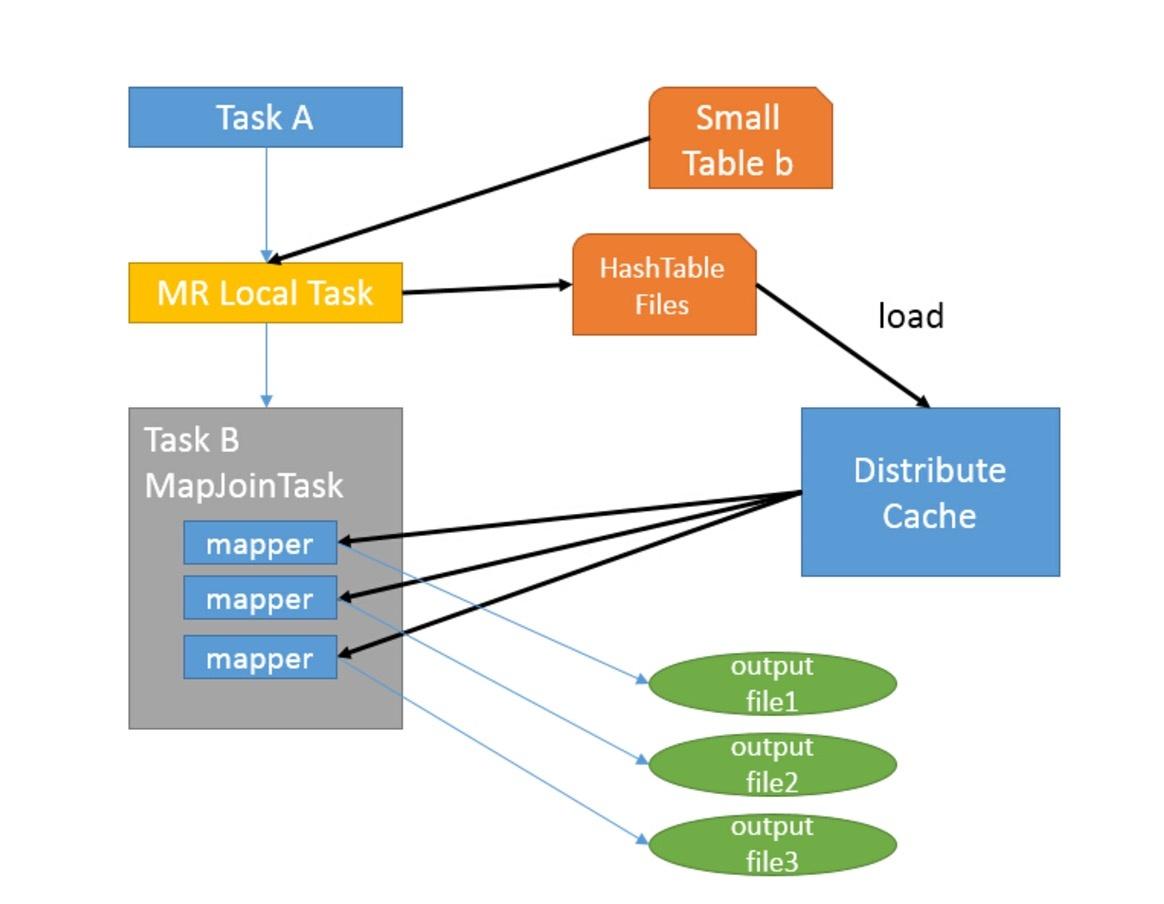 Task A
Small
Table b
MR Local Task
HashTable
Files
load
Task B
MapJoinTask
Distribute
Cache
mapper
mapper
mapper
output
file1
output
file2
output
file3